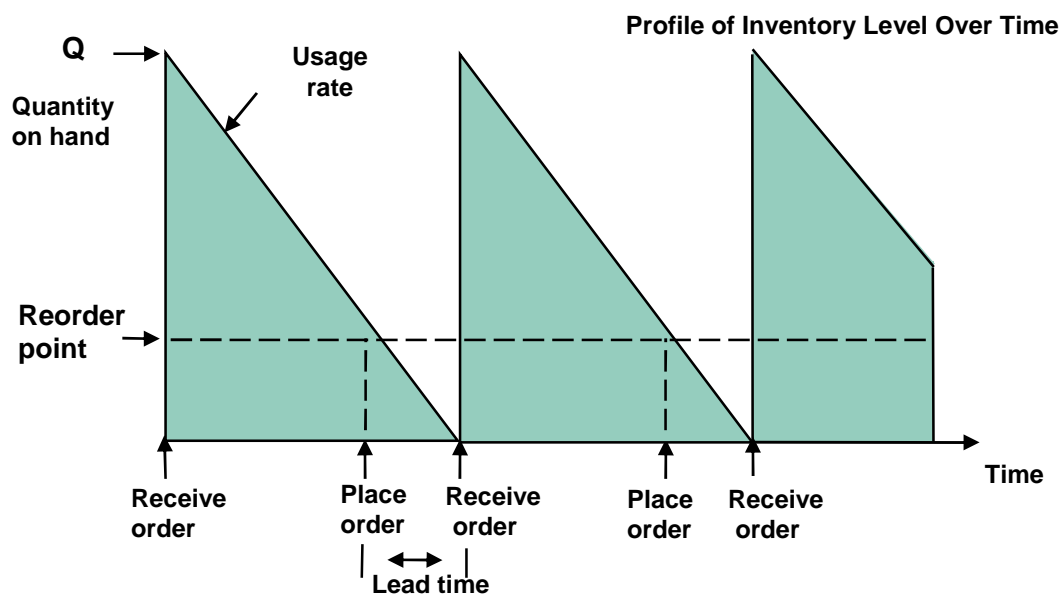 Profile of Inventory Level Over Time
Q
Usage
rate
Quantity
on hand
Reorder
point
Time
Receive
order
Place
order
Receive
order
Place
order
Receive
order
Lead time